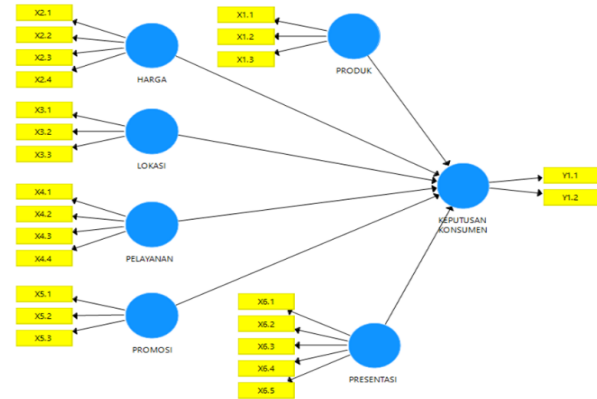 X2.1
X2.2
X2.3
X2.4
HARGA
X1.1
X1.2
X1.3
PRODUK
X3.1
X3.2
X3.3
LOKASI
X4.1
X4.2
X4.3
X4.4
PELAYANAN
X5.1
X5.2
X5.3
PROMOSI
X6.1
X6.2
X6.3
X6.4
X6.5
PRESENTASI
KEPUTUSAN
KONSUMEN
Y1.1
Y1.2